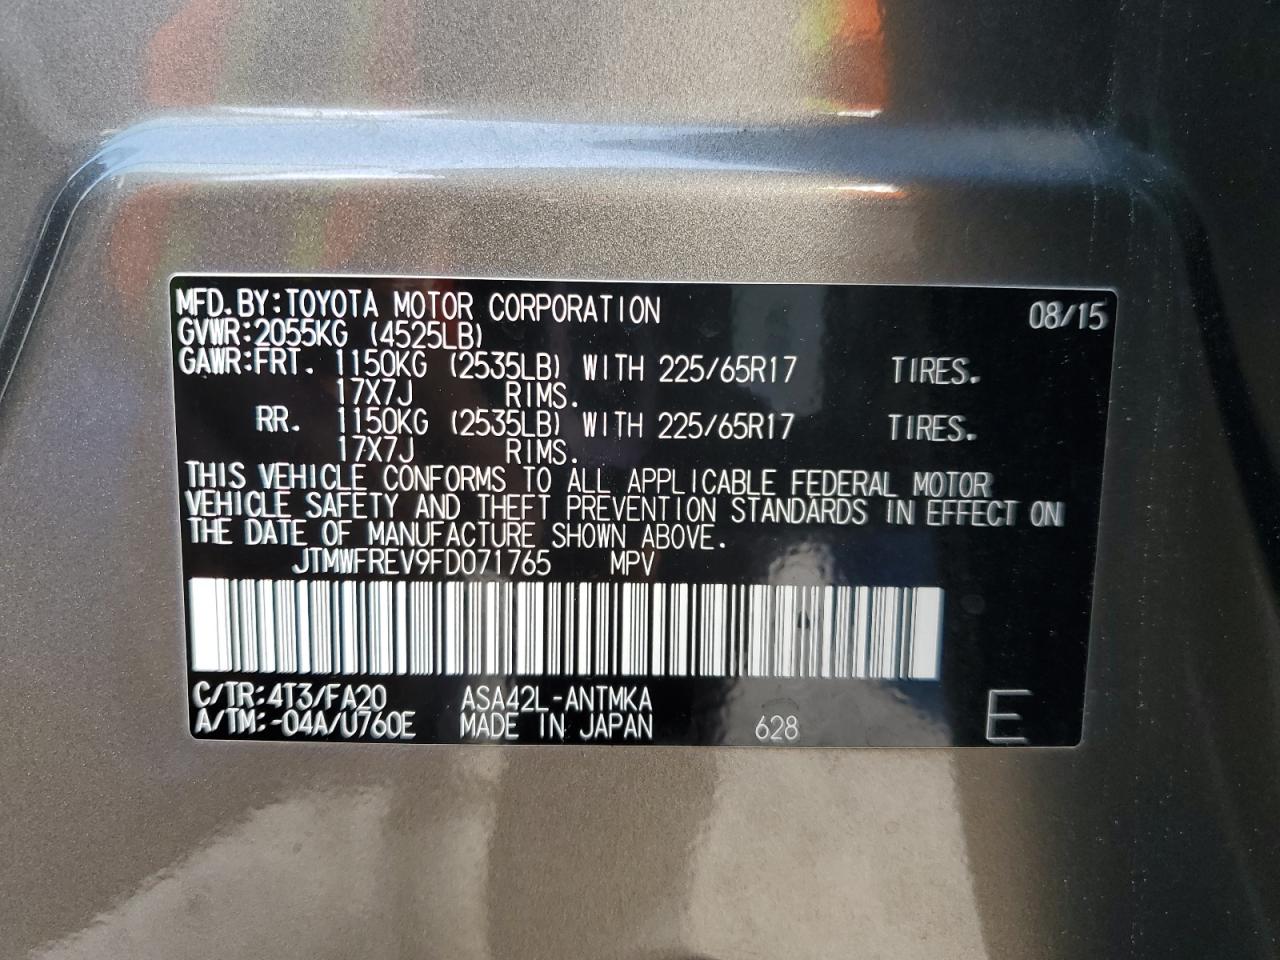 MFD.BY:TOYOTA MOTOR CORPORATION 08/15
GVWR:2055KG (4525LB)
GAWR:FRT. 1150KG (2535LB) WITH 225/65R17 TIRES.
17X7J RIMS.
RR. 1150KG (2535LB) WITH 225/65R17 TIRES.
17X7J RIMS.
THIS VEHICLE CONFORMS TO ALL APPLICABLE FEDERAL MOTOR
VEHICLE SAFETY AND THEFT PREVENTION STANDARDS IN EFFECT ON
THE DATE OF MANUFACTURE SHOWN ABOVE.
JTMWFREV9FD071765 MPV
C/TR:4T3/FA20 ASA42L-ANTMKA
A/TM:-04A/U760E MADE IN JAPAN 628 E